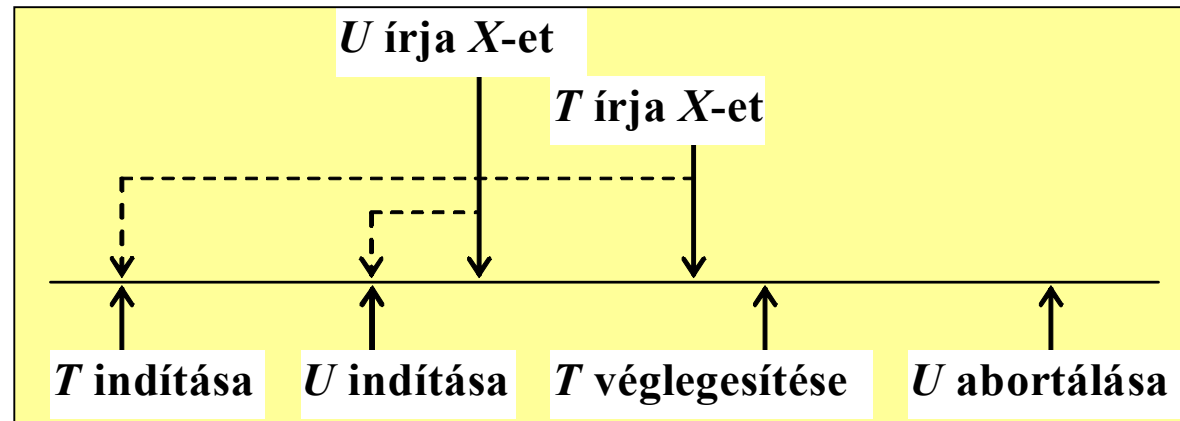 U írja X-et
T írja X-et
T indítása
U indítása
T véglegesítése
U abortálása